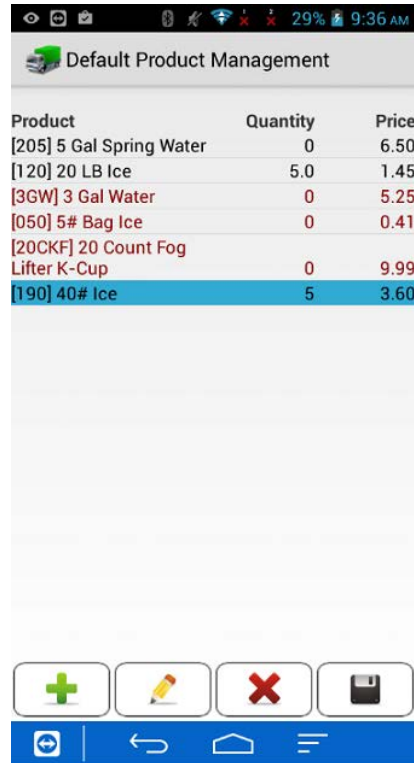 29% 9:36 AM
Default Product Management
Product Quantity Price
[205] 5 Gal Spring Water 0 6.50
[120] 20 LB Ice 5.0 1.45
[3GW] 3 Gal Water 0 5.25
[050] 5# Bag Ice 0 0.41
[20CKF] 20 Count Fog
Lifter K-Cup 0 9.99
[190] 40# Ice 5 3.60